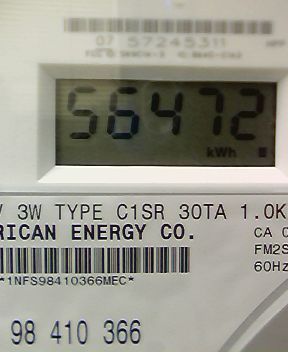 07 57245311
56472
kWh
3W TYPE C1SR 30TA 1.0K
RICAN ENERGY CO.
CA
FM2S
60Hz
*1NFS98410366MEC*
98 410 366